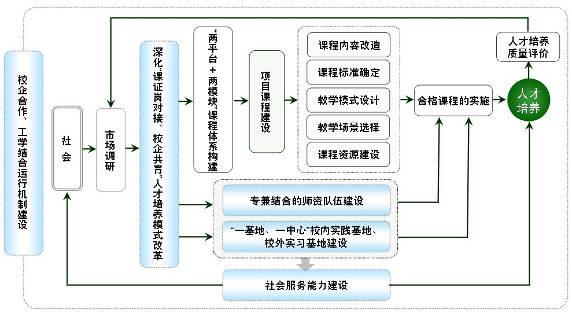 校企合作、工学结合运行机制建设
社会
市场调研
深化“课证岗对接，校企共育”人才培养模式改革
“两平台+两模块”课程体系构建
项目课程建设
课程内容改造
课程标准确定
教学模式设计
教学场景选择
课程资源建设
合格课程的实施
人才培养
质量评价
人才
培养
专兼结合的师资队伍建设
“一基地、一中心”校内实践基地、
校外实习基地建设
社会服务能力建设